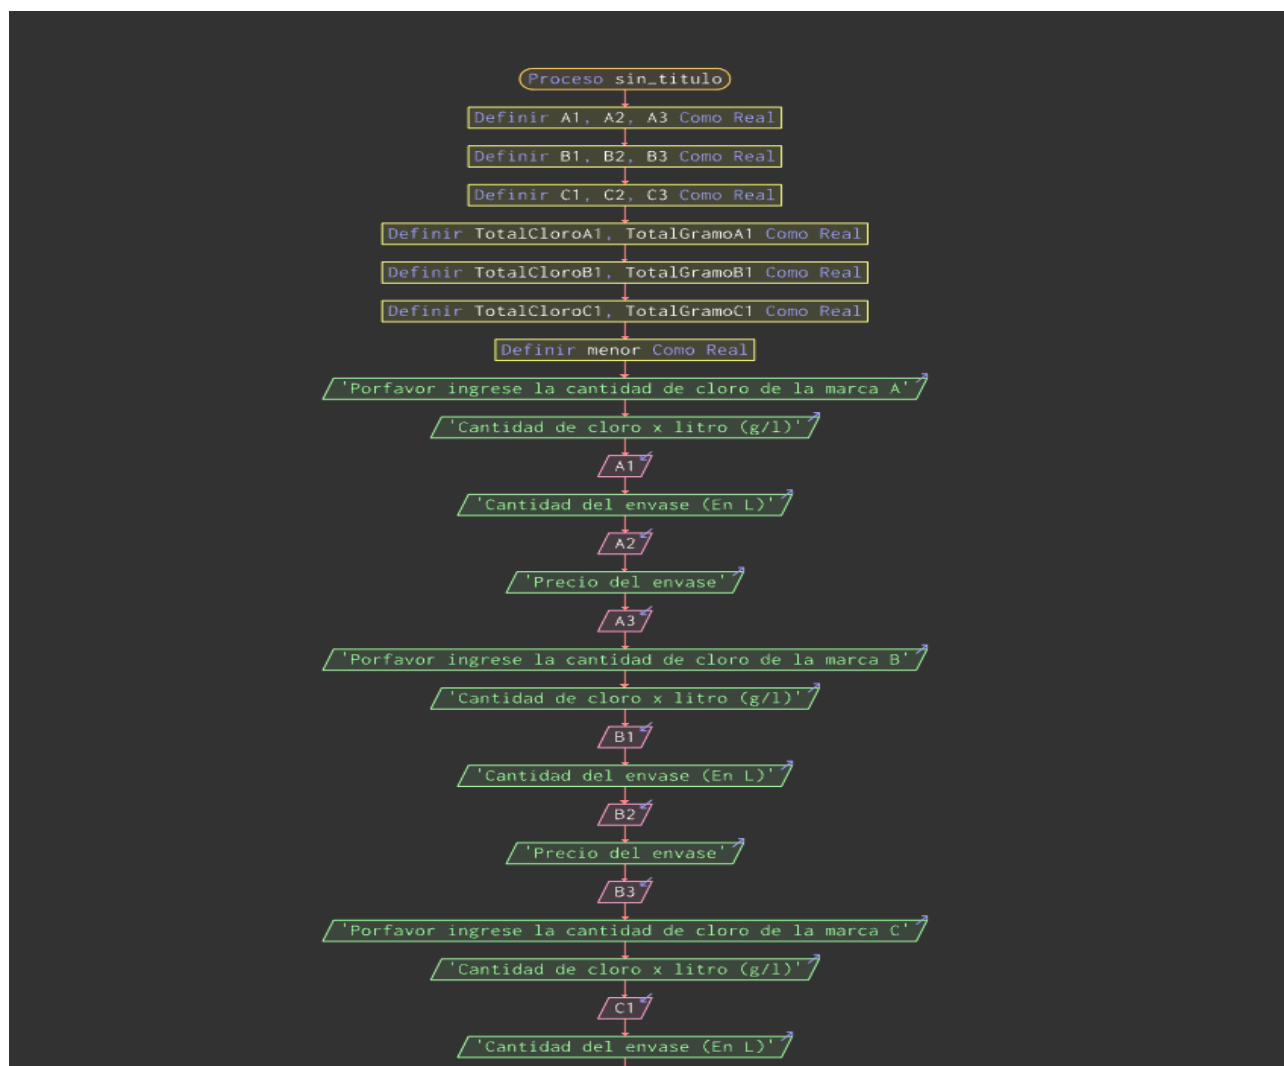 Proceso sin_titulo
Definir A1, A2, A3 Como Real
Definir B1, B2, B3 Como Real
Definir C1, C2, C3 Como Real
Definir TotalCloroA1, TotalGramoA1 Como Real
Definir TotalCloroB1, TotalGramoB1 Como Real
Definir TotalCloroC1, TotalGramoC1 Como Real
Definir menor Como Real
'Porfavor ingrese la cantidad de cloro de la marca A'
'Cantidad de cloro x litro (g/l)'
A1
'Cantidad del envase (En L)'
A2
'Precio del envase'
A3
'Porfavor ingrese la cantidad de cloro de la marca B'
'Cantidad de cloro x litro (g/l)'
B1
'Cantidad del envase (En L)'
B2
'Precio del envase'
B3
'Porfavor ingrese la cantidad de cloro de la marca C'
'Cantidad de cloro x litro (g/l)'
C1
'Cantidad del envase (En L)'